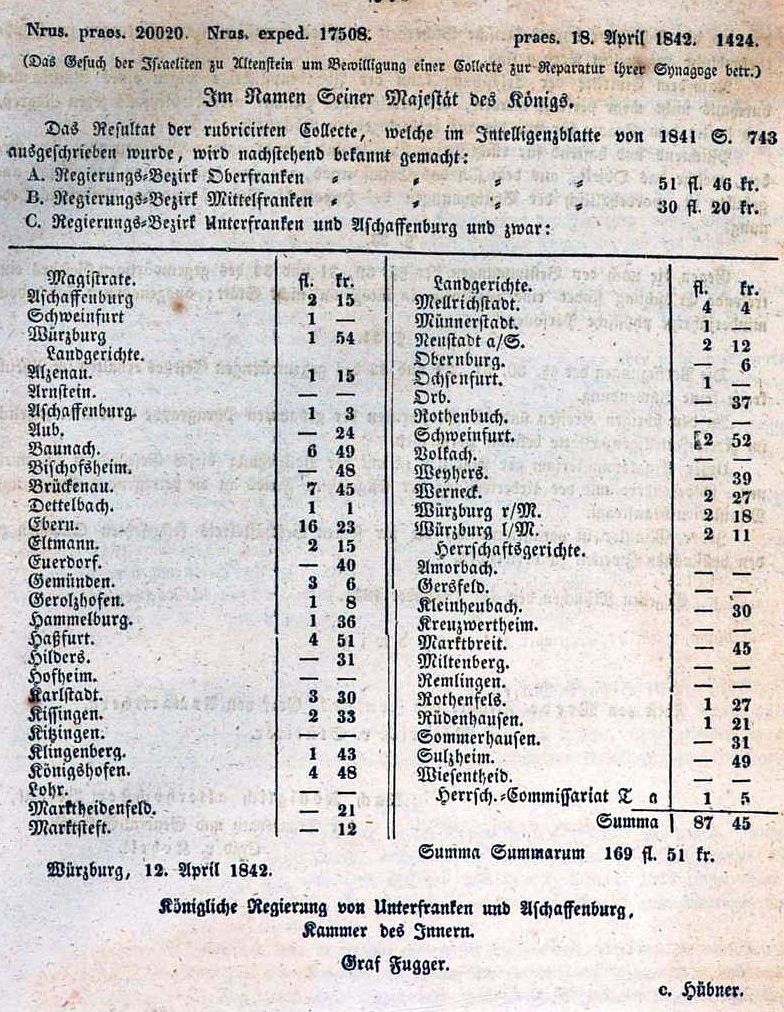 Nrus. praes. 20020. Nras. exped. 17508. praes. 18. April 1842. 1424.
(Das Gesuch der Israeliten zu Altenstein um Bewilligung einer Collecte zur Reparatur ihrer Synagoge betr.)
Im Namen Seiner Majestät des Königs.
Das Resultat der rubricirten Collecte, welche im Intelligenzblatte von 1841 S. 743
ausgeschrieben wurde, wird nachstehend bekannt gemacht:
A. Regierungs-Bezirk Oberfranken „ „ „ „ 51 fl. 46 kr.
B. Regierungs-Bezirk Mittelfranken „ „ „ „ 30 fl. 20 kr.
C. Regierungs-Bezirk Unterfranken und Aschaffenburg und zwar:
Magistrate. fl. kr.
Aschaffenburg 2 15
Schweinfurt 1 —
Würzburg 1 54
Landgerichte.
Alzenau. 1 15
Arnstein. — —
Aschaffenburg. 1 3
Aub. — 24
Baunach. 6 49
Bischofsheim. — 48
Brückenau. 7 45
Dettelbach. 1 1
Ebern. 16 23
Eltmann. 2 15
Euerdorf. — 40
Gemünden. 3 6
Gerolzhofen. 1 8
Hammelburg. 1 36
Haßfurt. 4 51
Hilders. — 31
Hofheim. — —
Karlstadt. 3 30
Kissingen. 2 33
Kitzingen. — —
Klingenberg. 1 43
Königshofen. 4 48
Lohr. — —
Marktheidenfeld. — 21
Marktsteft. — 12
Landgerichte. fl. kr.
Mellrichstadt. 4 4
Münnerstadt. 1 —
Neustadt a/S. 2 12
Obernburg. — 6
Ochsenfurt. 1 —
Orb. — 37
Rothenbuch. — —
Schweinfurt. 2 52
Volkach. — —
Weyhers. — 39
Werneck. 2 27
Würzburg r/M. 2 18
Würzburg l/M. 2 11
Herrschaftsgerichte.
Amorbach. — —
Gersfeld. — —
Kleinheubach. — 30
Kreuzwertheim. — —
Marktbreit. — 45
Miltenberg. — —
Remlingen. — —
Rothenfels. 1 27
Rüdenhausen. 1 21
Sommerhausen. — 31
Sulzheim. — 49
Wiesentheid. — —
Herrsch.-Commissariat T a 1 5
Summa 87 45
Summa Summarum 169 fl. 51 kr.
Würzburg, 12. April 1842.
Königliche Regierung von Unterfranken und Aschaffenburg,
Kammer des Innern.
Graf Fugger.
c. Hübner.